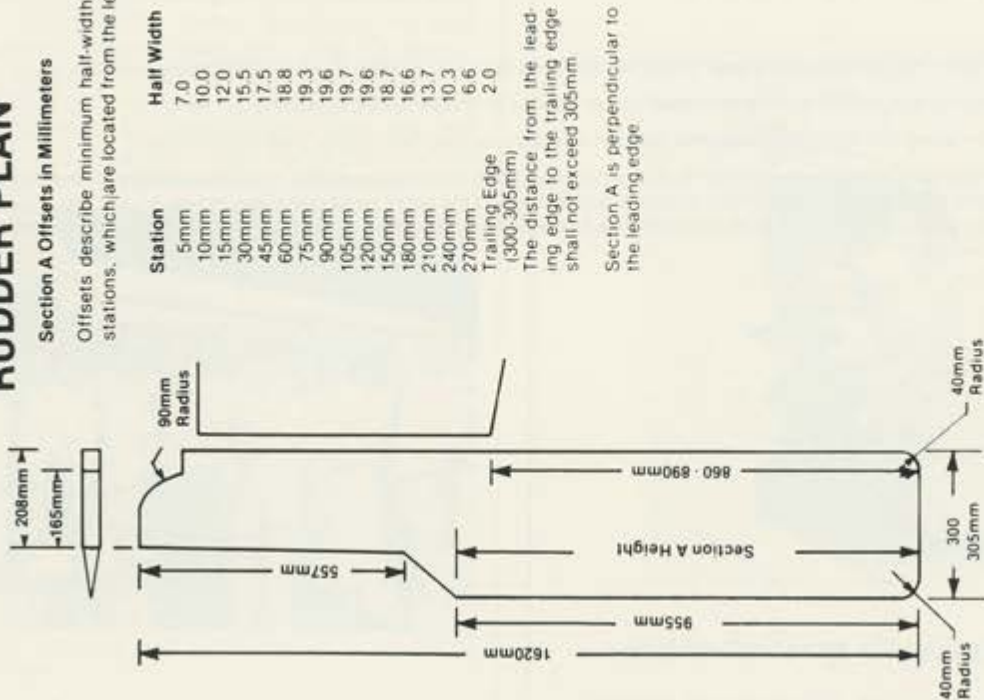 RUDDER PLAN
Section A Offsets in Millimeters
Offsets describe minimum half-width
stations, which are located from the
Station Half Width
5mm 7.0
10mm 10.0
15mm 12.0
30mm 15.5
45mm 17.5
60mm 18.8
75mm 19.3
90mm 19.6
105mm 19.7
120mm 19.6
150mm 18.7
180mm 16.6
210mm 13.7
240mm 10.3
270mm 6.6
Trailing Edge 2.0
(300-305mm)
The distance from the lead-
ing edge to the trailing edge
shall not exceed 305mm
Section A is perpendicular to
the leading edge
208mm
165mm
90mm
Radius
557mm
860 - 890mm
Section A Height
955mm
1620mm
300
305mm
40mm
Radius
40mm
Radius